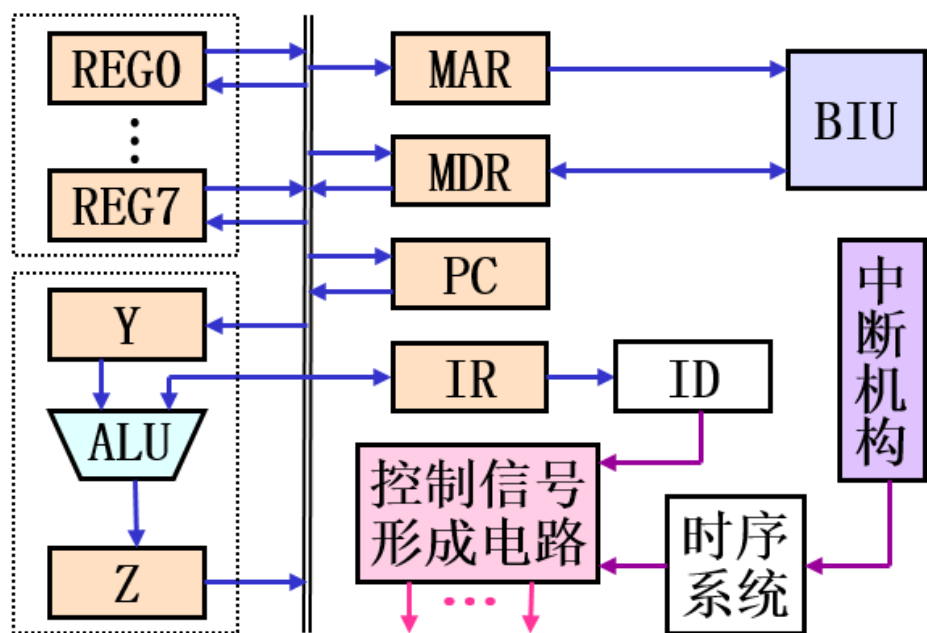 REG0
⋮
REG7
Y
ALU
Z
MAR
MDR
PC
IR
ID
BIU
控制信号
形成电路
···
时序
系统
中
断
机
构